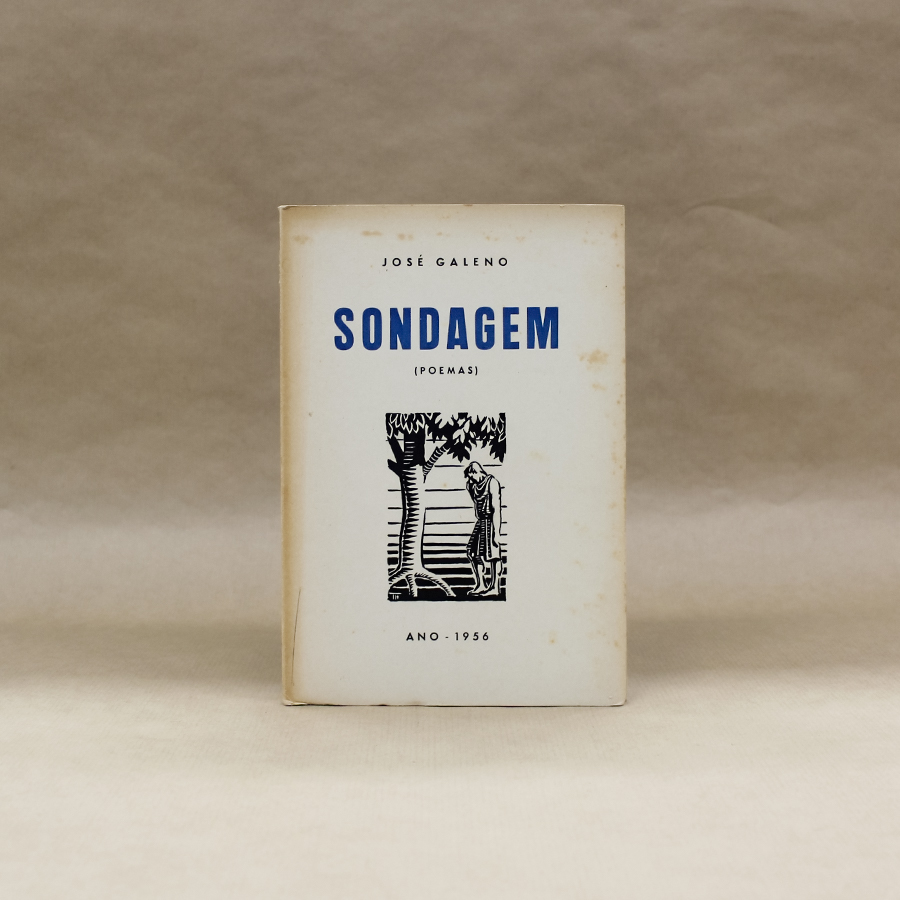 JOSÉ GALENO
SONDAGEM
(POEMAS)
ANO - 1956